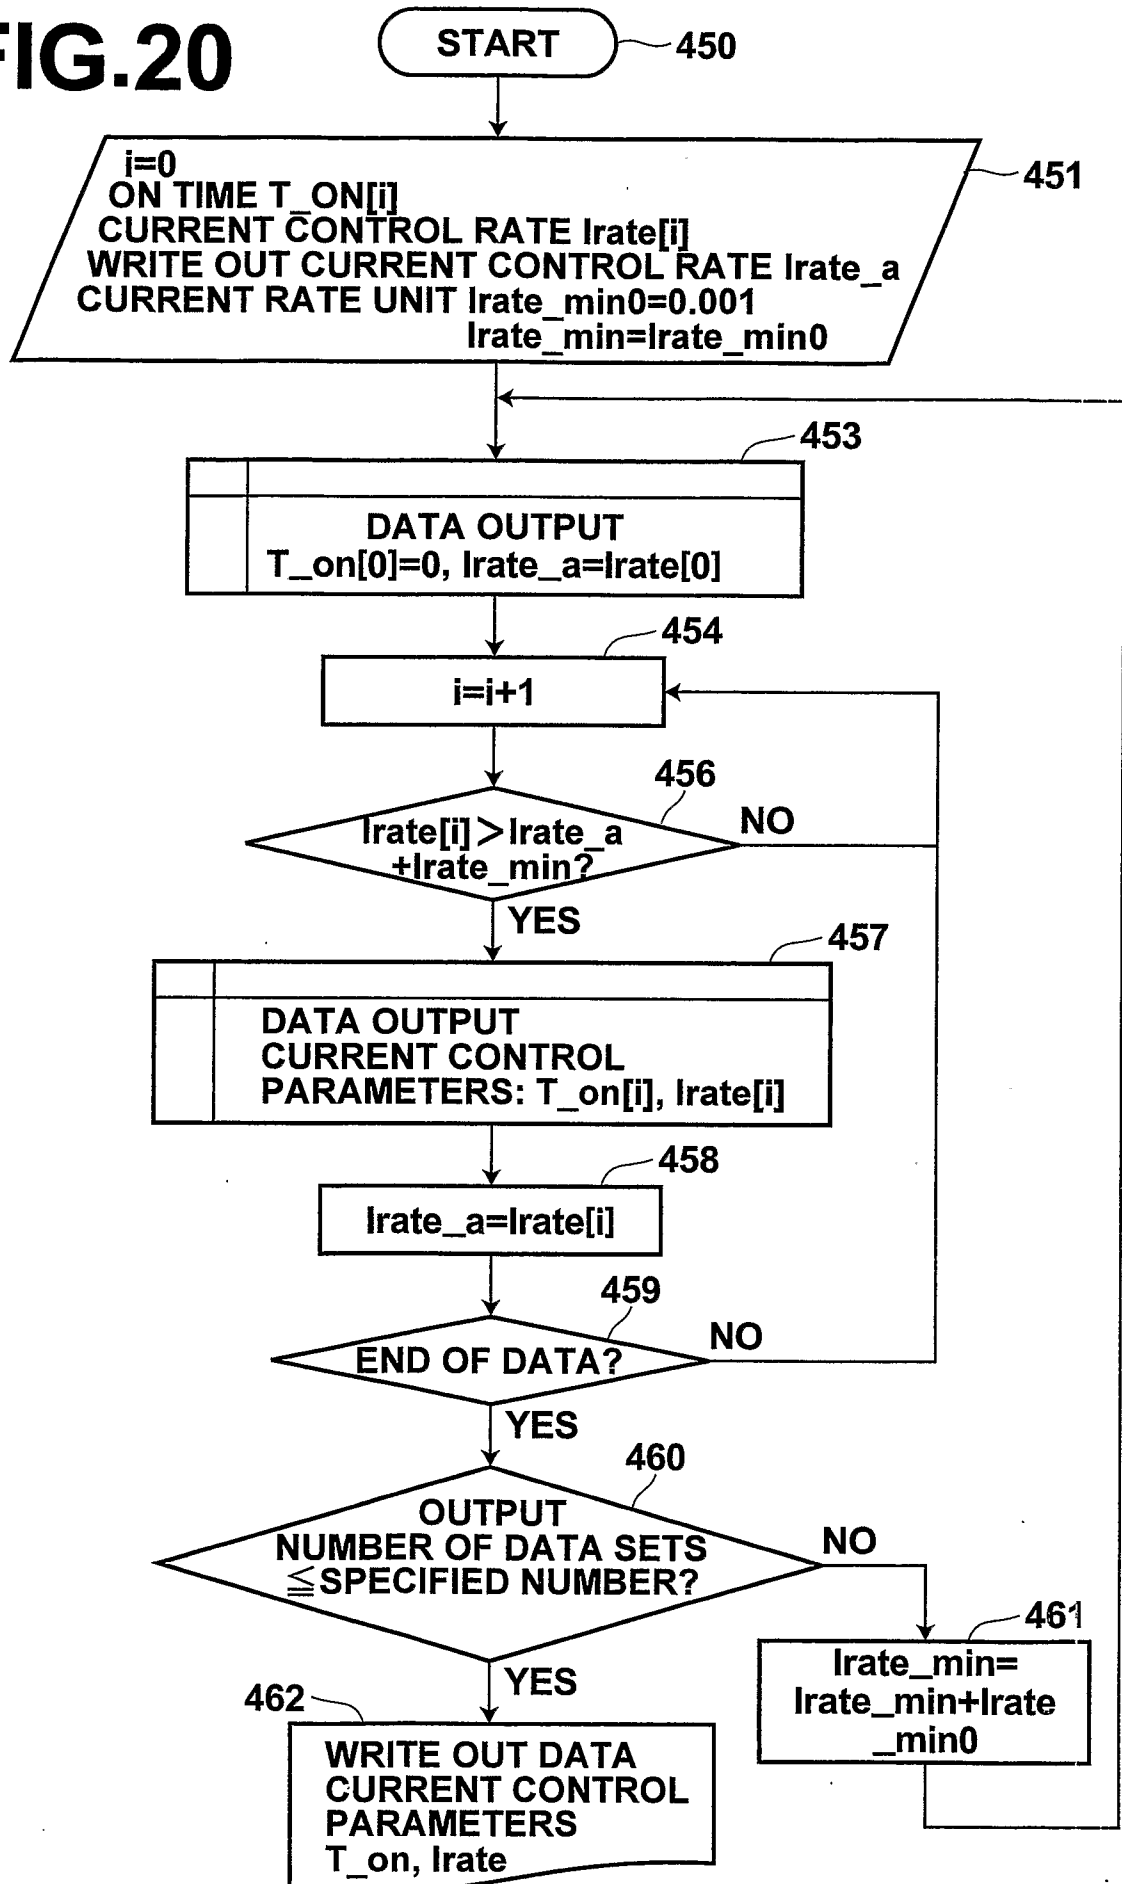 FIG.20
START
450
i=0
ON TIME T_ON[i]
CURRENT CONTROL RATE Irate[i]
WRITE OUT CURRENT CONTROL RATE Irate_a
CURRENT RATE UNIT Irate_min0=0.001
Irate_min=Irate_min0
451
453
DATA OUTPUT
T_on[0]=0, Irate_a=Irate[0]
454
i=i+1
456
Irate[i]>Irate_a
+Irate_min?
NO
YES
457
DATA OUTPUT
CURRENT CONTROL
PARAMETERS: T_on[i], Irate[i]
458
Irate_a=Irate[i]
459
END OF DATA?
NO
YES
460
OUTPUT
NUMBER OF DATA SETS
≦SPECIFIED NUMBER?
NO
YES
461
Irate_min=
Irate_min+Irate
_min0
462
WRITE OUT DATA
CURRENT CONTROL
PARAMETERS
T_on, Irate